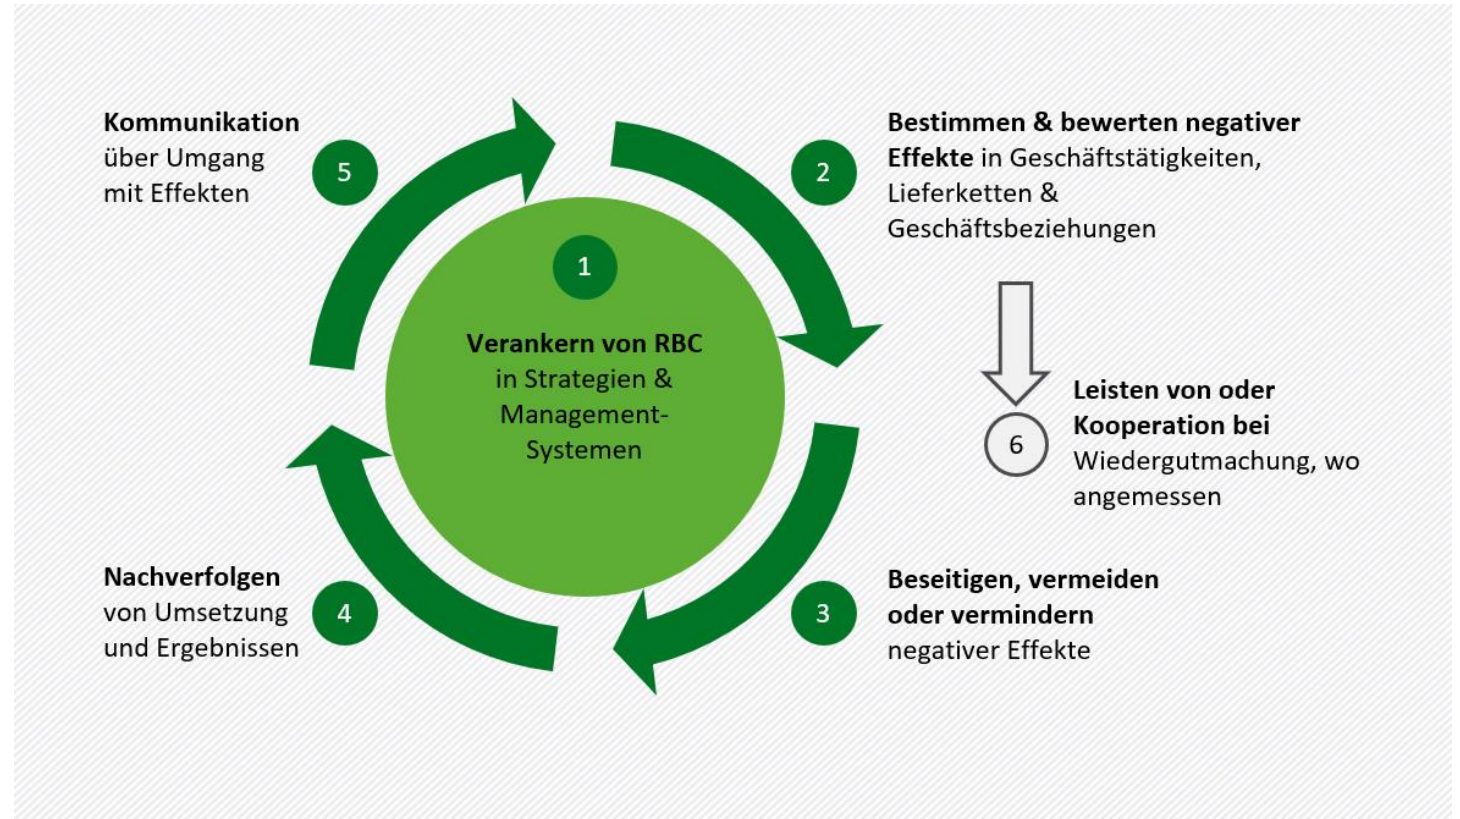 1
Verankern von RBC
in Strategien &
Management-
Systemen
2
Bestimmen & bewerten negativer
Effekte in Geschäftstätigkeiten,
Lieferketten &
Geschäftsbeziehungen
3
Beseitigen, vermeiden
oder vermindern
negativer Effekte
4
Nachverfolgen
von Umsetzung
und Ergebnissen
5
Kommunikation
über Umgang
mit Effekten
6
Leisten von oder
Kooperation bei
Wiedergutmachung, wo
angemessen